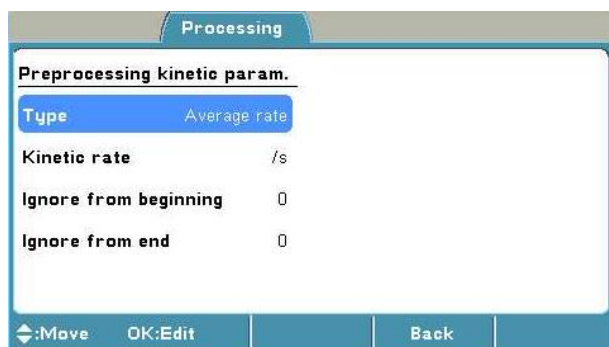 Processing
Preprocessing kinetic param.
Type Average rate
Kinetic rate /s
Ignore from beginning 0
Ignore from end 0
:Move OK:Edit Back